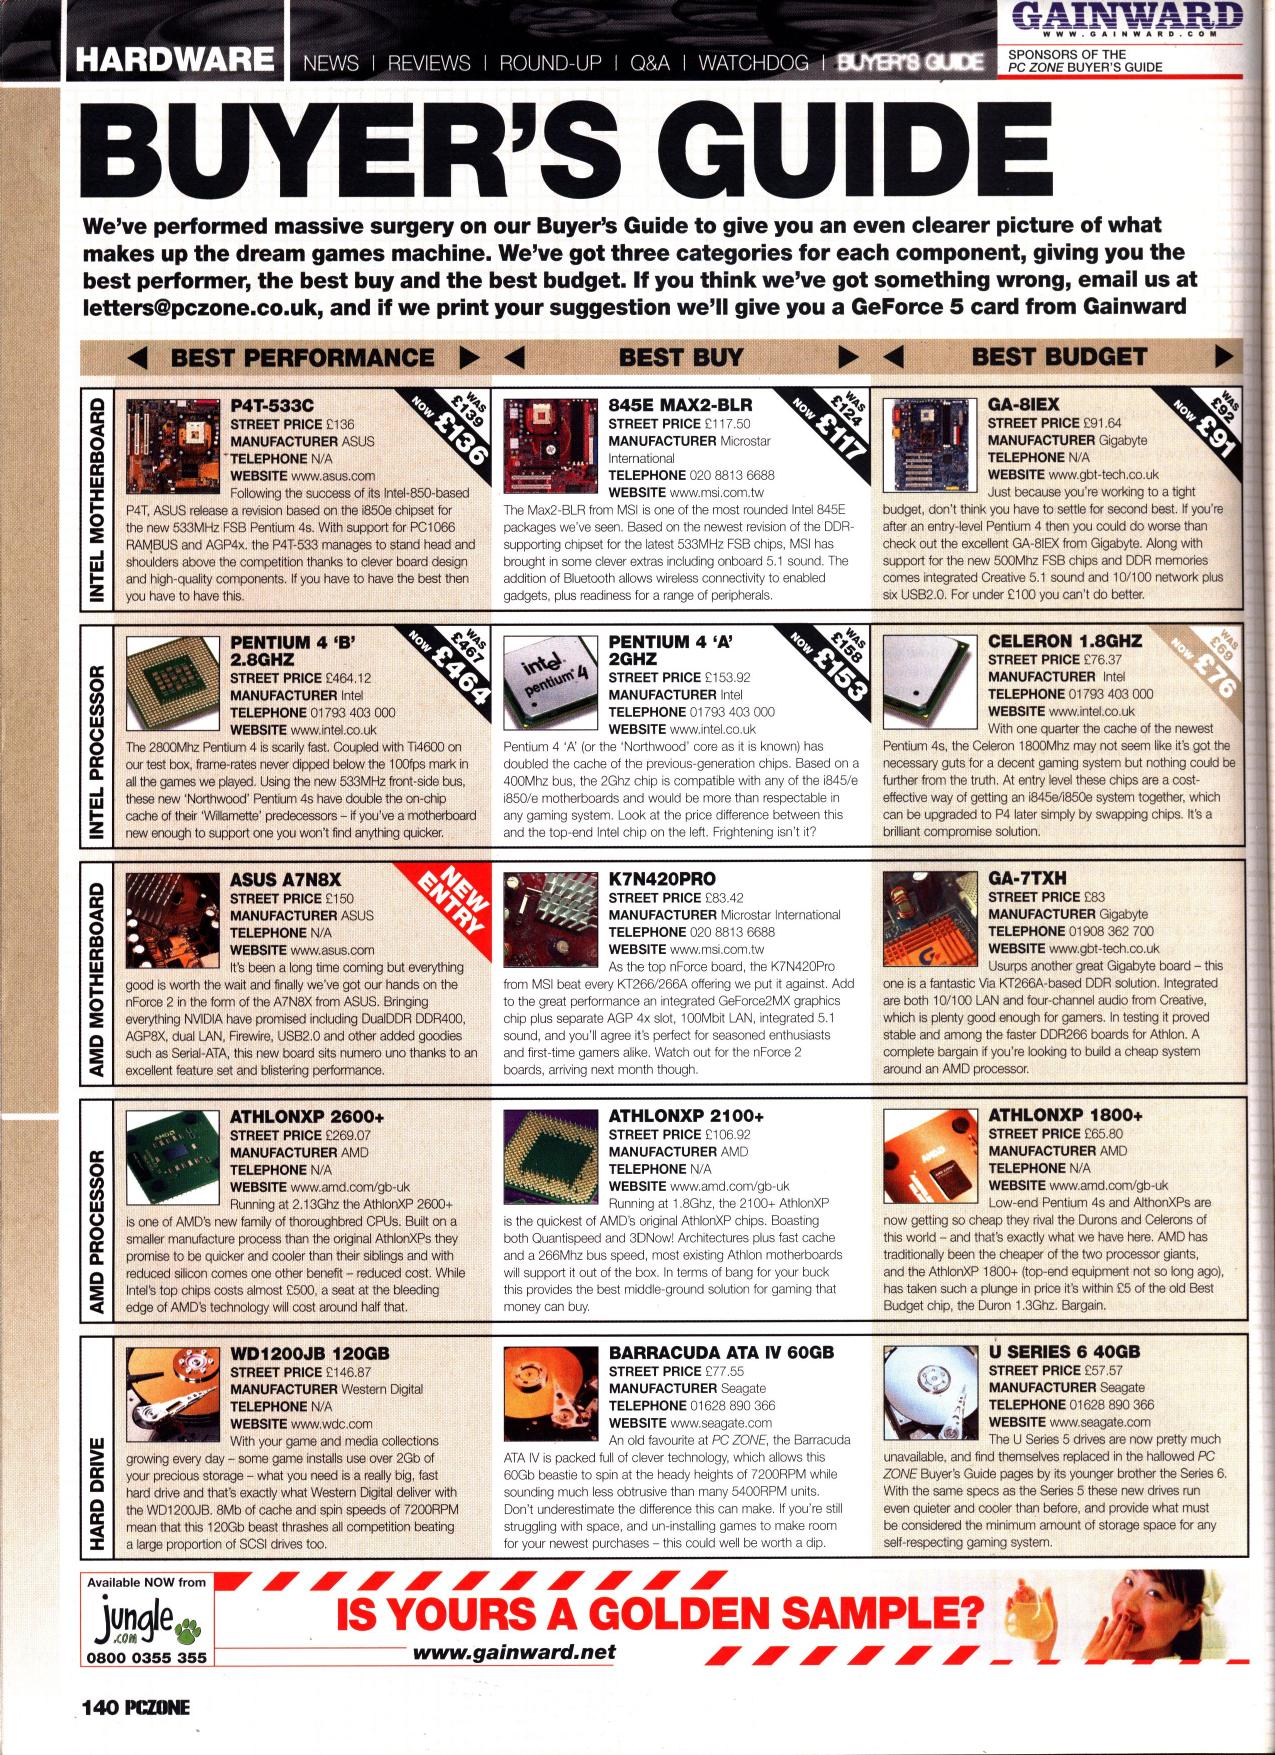 HARDWARE
NEWS | REVIEWS | ROUND-UP | Q&A | WATCHDOG | BUYER'S GUIDE
GAINWARD
WWW.GAINWARD.COM
SPONSORS OF THE
PC ZONE BUYER'S GUIDE
BUYER'S GUIDE
We've performed massive surgery on our Buyer's Guide to give you an even clearer picture of what
makes up the dream games machine. We've got three categories for each component, giving you the
best performer, the best buy and the best budget. If you think we've got something wrong, email us at
letters@pczone.co.uk, and if we print your suggestion we'll give you a GeForce 5 card from Gainward
BEST PERFORMANCE
BEST BUY
BEST BUDGET
INTEL MOTHERBOARD
P4T-533C
STREET PRICE £136
MANUFACTURER ASUS
TELEPHONE N/A
WEBSITE www.asus.com
Following the success of its Intel-850-based
P4T, ASUS release a revision based on the i850e chipset for
the new 533MHz FSB Pentium 4s. With support for PC1066
RAMBUS and AGP4x. the P4T-533 manages to stand head and
shoulders above the competition thanks to clever board design
and high-quality components. If you have to have the best then
you have to have this.
WAS £139
NOW £136
845E MAX2-BLR
STREET PRICE £117.50
MANUFACTURER Microstar
International
TELEPHONE 020 8813 6688
WEBSITE www.msi.com.tw
The Max2-BLR from MSI is one of the most rounded Intel 845E
packages we've seen. Based on the newest revision of the DDR-
supporting chipset for the latest 533MHz FSB chips, MSI has
brought in some clever extras including onboard 5.1 sound. The
addition of Bluetooth allows wireless connectivity to enabled
gadgets, plus readiness for a range of peripherals.
WAS £124
NOW £117
GA-8IEX
STREET PRICE £91.64
MANUFACTURER Gigabyte
TELEPHONE N/A
WEBSITE www.gbt-tech.co.uk
Just because you're working to a tight
budget, don't think you have to settle for second best. If you're
after an entry-level Pentium 4 then you could do worse than
check out the excellent GA-8IEX from Gigabyte. Along with
support for the new 500Mhz FSB chips and DDR memories
comes integrated Creative 5.1 sound and 10/100 network plus
six USB2.0. For under £100 you can't do better.
WAS £92
NOW £91
INTEL PROCESSOR
PENTIUM 4 'B'
2.8GHZ
STREET PRICE £464.12
MANUFACTURER Intel
TELEPHONE 01793 403 000
WEBSITE www.intel.co.uk
The 2800Mhz Pentium 4 is scarily fast. Coupled with Ti4600 on
our test box, frame-rates never dipped below the 100fps mark in
all the games we played. Using the new 533MHz front-side bus,
these new 'Northwood' Pentium 4s have double the on-chip
cache of their 'Willamette' predecessors – if you've a motherboard
new enough to support one you won't find anything quicker.
WAS £467
NOW £464
intel
pentium 4
PENTIUM 4 'A'
2GHZ
STREET PRICE £153.92
MANUFACTURER Intel
TELEPHONE 01793 403 000
WEBSITE www.intel.co.uk
Pentium 4 'A' (or the 'Northwood' core as it is known) has
doubled the cache of the previous-generation chips. Based on a
400Mhz bus, the 2Ghz chip is compatible with any of the i845/e
i850/e motherboards and would be more than respectable in
any gaming system. Look at the price difference between this
and the top-end Intel chip on the left. Frightening isn't it?
WAS £158
NOW £153
CELERON 1.8GHZ
STREET PRICE £76.37
MANUFACTURER Intel
TELEPHONE 01793 403 000
WEBSITE www.intel.co.uk
With one quarter the cache of the newest
Pentium 4s, the Celeron 1800Mhz may not seem like it's got the
necessary guts for a decent gaming system but nothing could be
further from the truth. At entry level these chips are a cost-
effective way of getting an i845e/i850e system together, which
can be upgraded to P4 later simply by swapping chips. It's a
brilliant compromise solution.
WAS £69
NOW £76
AMD MOTHERBOARD
ASUS A7N8X
STREET PRICE £150
MANUFACTURER ASUS
TELEPHONE N/A
WEBSITE www.asus.com
It's been a long time coming but everything
good is worth the wait and finally we've got our hands on the
nForce 2 in the form of the A7N8X from ASUS. Bringing
everything NVIDIA have promised including DualDDR DDR400,
AGP8X, dual LAN, Firewire, USB2.0 and other added goodies
such as Serial-ATA, this new board sits numero uno thanks to an
excellent feature set and blistering performance.
NEW
ENTRY
K7N420PRO
STREET PRICE £83.42
MANUFACTURER Microstar International
TELEPHONE 020 8813 6688
WEBSITE www.msi.com.tw
As the top nForce board, the K7N420Pro
from MSI beat every KT266/266A offering we put it against. Add
to the great performance an integrated GeForce2MX graphics
chip plus separate AGP 4x slot, 100Mbit LAN, integrated 5.1
sound, and you'll agree it's perfect for seasoned enthusiasts
and first-time gamers alike. Watch out for the nForce 2
boards, arriving next month though.
GA-7TXH
STREET PRICE £83
MANUFACTURER Gigabyte
TELEPHONE 01908 362 700
WEBSITE www.gbt-tech.co.uk
Usurps another great Gigabyte board – this
one is a fantastic Via KT266A-based DDR solution. Integrated
are both 10/100 LAN and four-channel audio from Creative,
which is plenty good enough for gamers. In testing it proved
stable and among the faster DDR266 boards for Athlon. A
complete bargain if you're looking to build a cheap system
around an AMD processor.
AMD PROCESSOR
ATHLONXP 2600+
STREET PRICE £269.07
MANUFACTURER AMD
TELEPHONE N/A
WEBSITE www.amd.com/gb-uk
Running at 2.13Ghz the AthlonXP 2600+
is one of AMD's new family of thoroughbred CPUs. Built on a
smaller manufacture process than the original AthlonXPs they
promise to be quicker and cooler than their siblings and with
reduced silicon comes one other benefit – reduced cost. While
Intel's top chips costs almost £500, a seat at the bleeding
edge of AMD's technology will cost around half that.
ATHLONXP 2100+
STREET PRICE £106.92
MANUFACTURER AMD
TELEPHONE N/A
WEBSITE www.amd.com/gb-uk
Running at 1.8Ghz, the 2100+ AthlonXP
is the quickest of AMD's original AthlonXP chips. Boasting
both Quantispeed and 3DNow! Architectures plus fast cache
and a 266Mhz bus speed, most existing Athlon motherboards
will support it out of the box. In terms of bang for your buck
this provides the best middle-ground solution for gaming that
money can buy.
AMD
ATHLONXP 1800+
STREET PRICE £65.80
MANUFACTURER AMD
TELEPHONE N/A
WEBSITE www.amd.com/gb-uk
Low-end Pentium 4s and AlthonXPs are
now getting so cheap they rival the Durons and Celerons of
this world – and that's exactly what we have here. AMD has
traditionally been the cheaper of the two processor giants,
and the AthlonXP 1800+ (top-end equipment not so long ago),
has taken such a plunge in price it's within £5 of the old Best
Budget chip, the Duron 1.3Ghz. Bargain.
HARD DRIVE
WD1200JB 120GB
STREET PRICE £146.87
MANUFACTURER Western Digital
TELEPHONE N/A
WEBSITE www.wdc.com
With your game and media collections
growing every day – some game installs use over 2Gb of
your precious storage – what you need is a really big, fast
hard drive and that's exactly what Western Digital deliver with
the WD1200JB. 8Mb of cache and spin speeds of 7200RPM
mean that this 120Gb beast thrashes all competition beating
a large proportion of SCSI drives too.
BARRACUDA ATA IV 60GB
STREET PRICE £77.55
MANUFACTURER Seagate
TELEPHONE 01628 890 366
WEBSITE www.seagate.com
An old favourite at PC ZONE, the Barracuda
ATA IV is packed full of clever technology, which allows this
60Gb beastie to spin at the heady heights of 7200RPM while
sounding much less obtrusive than many 5400RPM units.
Don't underestimate the difference this can make. If you're still
struggling with space, and un-installing games to make room
for your newest purchases – this could well be worth a dip.
U SERIES 6 40GB
STREET PRICE £57.57
MANUFACTURER Seagate
TELEPHONE 01628 890 366
WEBSITE www.seagate.com
The U Series 5 drives are now pretty much
unavailable, and find themselves replaced in the hallowed PC
ZONE Buyer's Guide pages by its younger brother the Series 6.
With the same specs as the Series 5 these new drives run
even quieter and cooler than before, and provide what must
be considered the minimum amount of storage space for any
self-respecting gaming system.
Available NOW from
jungle
.com
0800 0355 355
IS YOURS A GOLDEN SAMPLE?
www.gainward.net
140 PCZONE